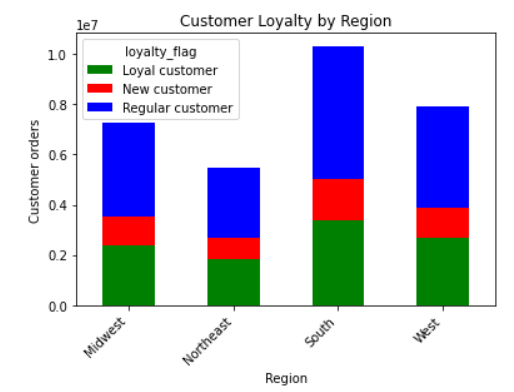 Customer Loyalty by Region
1e7
loyalty_flag
Loyal customer
New customer
Regular customer
Customer orders
1.0
0.8
0.6
0.4
0.2
0.0
Midwest
Northeast
South
West
Region